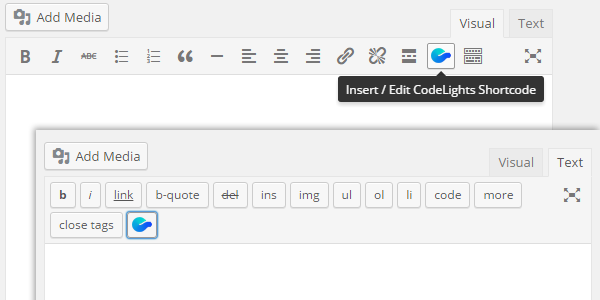 Add Media
Visual Text
B I ABC
Insert / Edit CodeLights Shortcode
Add Media
Visual Text
b i link b-quote del ins img ul ol li code more
close tags